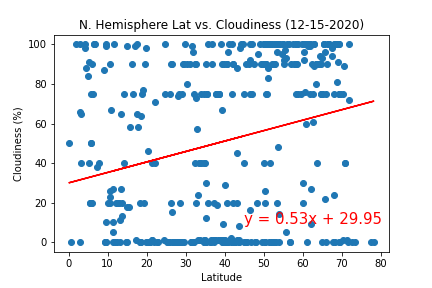 N. Hemisphere Lat vs. Cloudiness (12-15-2020)
100
80
60
40
20
0
Cloudiness (%)
y = 0.53x + 29.95
0 10 20 30 40 50 60 70 80
Latitude